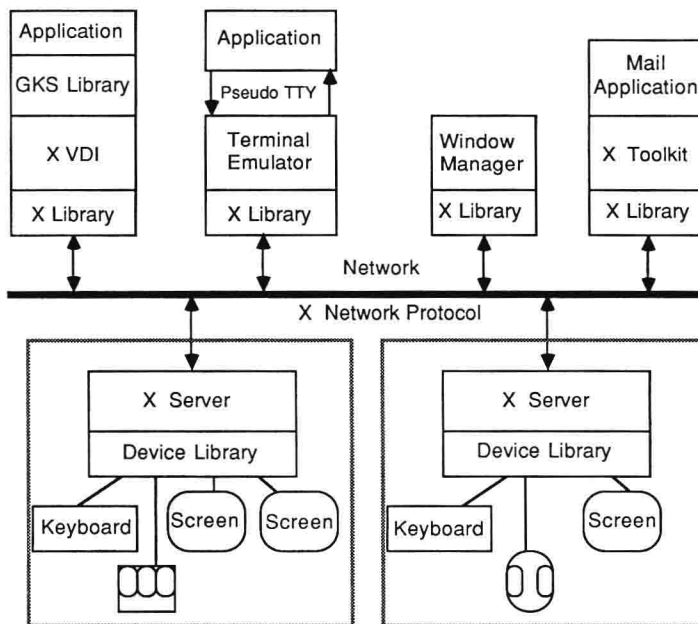 Application
GKS Library
X VDI
X Library
Application
Pseudo TTY
Terminal
Emulator
X Library
Window
Manager
X Library
Mail
Application
X Toolkit
X Library
Network
X Network Protocol
X Server
Device Library
Keyboard
Screen
Screen
X Server
Device Library
Keyboard
Screen